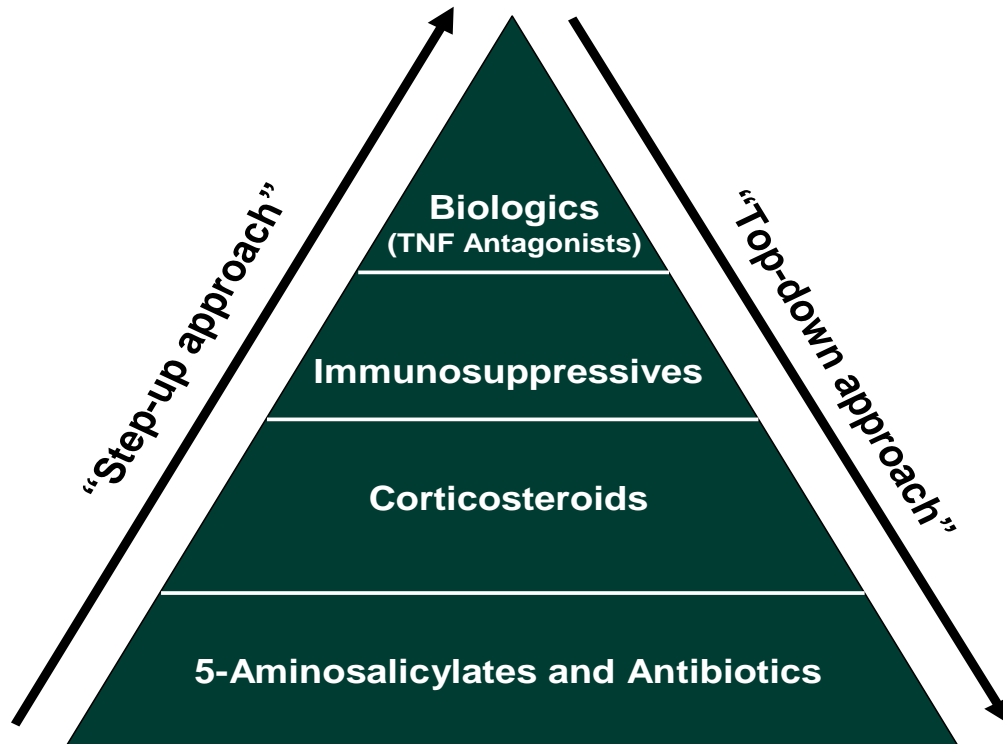 “Step-up approach”
“Top-down approach”
Biologics
(TNF Antagonists)
Immunosuppressives
Corticosteroids
5-Aminosalicylates and Antibiotics